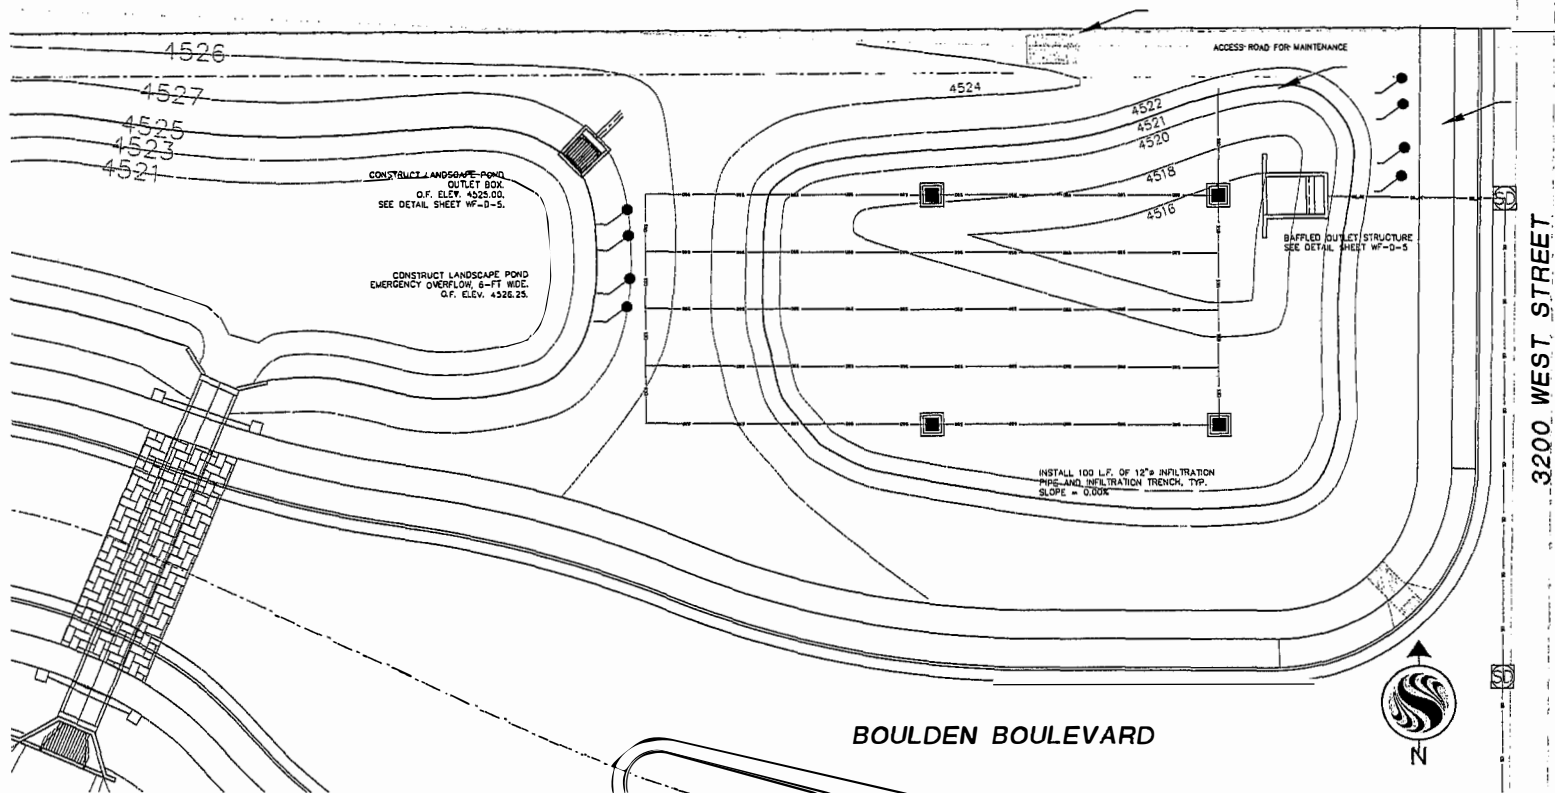 4526
4527
4525
4523
4521
CONSTRUCT LANDSCAPE POND
OUTLET BOX.
O.F. ELEV. 4525.00.
SEE DETAIL SHEET WF-D-5.
CONSTRUCT LANDSCAPE POND
EMERGENCY OVERFLOW, 6-FT WIDE.
O.F. ELEV. 4526.25.
ACCESS ROAD FOR MAINTENANCE
4524
4522
4521
4520
4518
4516
BAFFLED OUTLET STRUCTURE
SEE DETAIL SHEET WF-D-5
SD
3200 WEST STREET
INSTALL 100 L.F. OF 12"ø INFILTRATION
PIPE AND INFILTRATION TRENCH, TYP.
SLOPE = 0.00%
SD
BOULDEN BOULEVARD
N